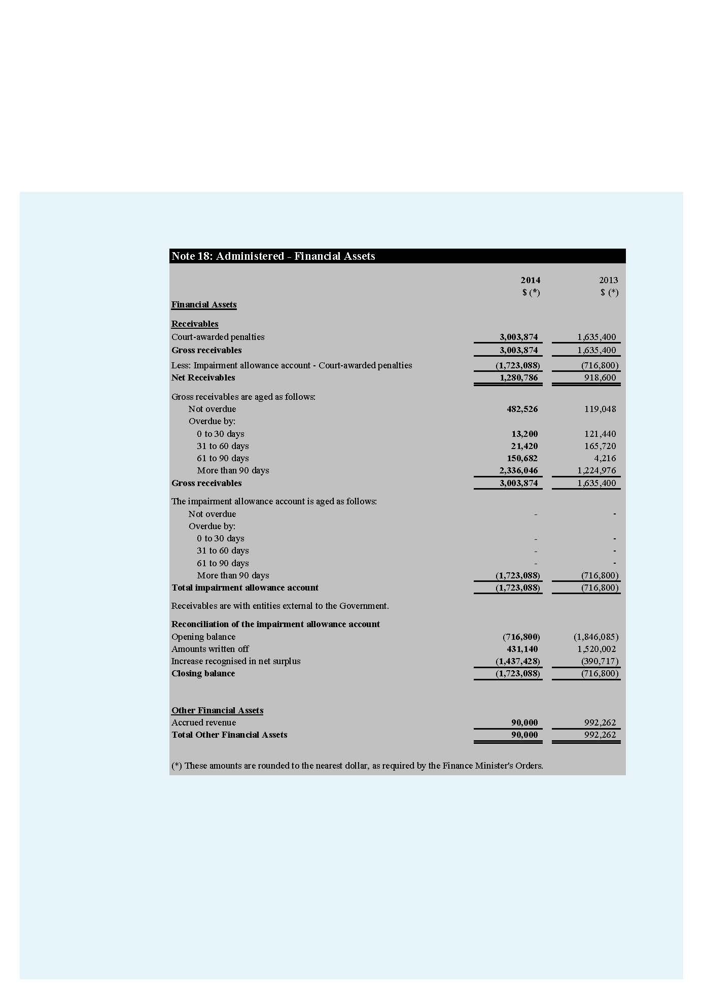 Note 18: Administered - Financial Assets
2014 2013
$ (*) $ (*)
Financial Assets
Receivables
Court-awarded penalties 3,003,874 1,635,400
Gross receivables 3,003,874 1,635,400
Less: Impairment allowance account - Court-awarded penalties (1,723,088) (716,800)
Net Receivables 1,280,786 918,600
Gross receivables are aged as follows:
Not overdue 482,526 119,048
Overdue by:
0 to 30 days 13,200 121,440
31 to 60 days 21,420 165,720
61 to 90 days 150,682 4,216
More than 90 days 2,336,046 1,224,976
Gross receivables 3,003,874 1,635,400
The impairment allowance account is aged as follows:
Not overdue - -
Overdue by:
0 to 30 days - -
31 to 60 days - -
61 to 90 days - -
More than 90 days (1,723,088) (716,800)
Total impairment allowance account (1,723,088) (716,800)
Receivables are with entities external to the Government.
Reconciliation of the impairment allowance account
Opening balance (716,800) (1,846,085)
Amounts written off 431,140 1,520,002
Increase recognised in net surplus (1,437,428) (390,717)
Closing balance (1,723,088) (716,800)
Other Financial Assets
Accrued revenue 90,000 992,262
Total Other Financial Assets 90,000 992,262
(*) These amounts are rounded to the nearest dollar, as required by the Finance Minister's Orders.